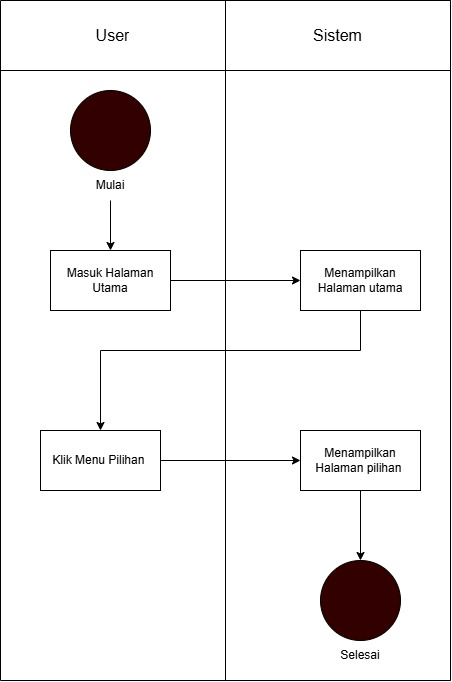 User
Sistem
Mulai
Masuk Halaman
Utama
Menampilkan
Halaman utama
Klik Menu Pilihan
Menampilkan
Halaman pilihan
Selesai